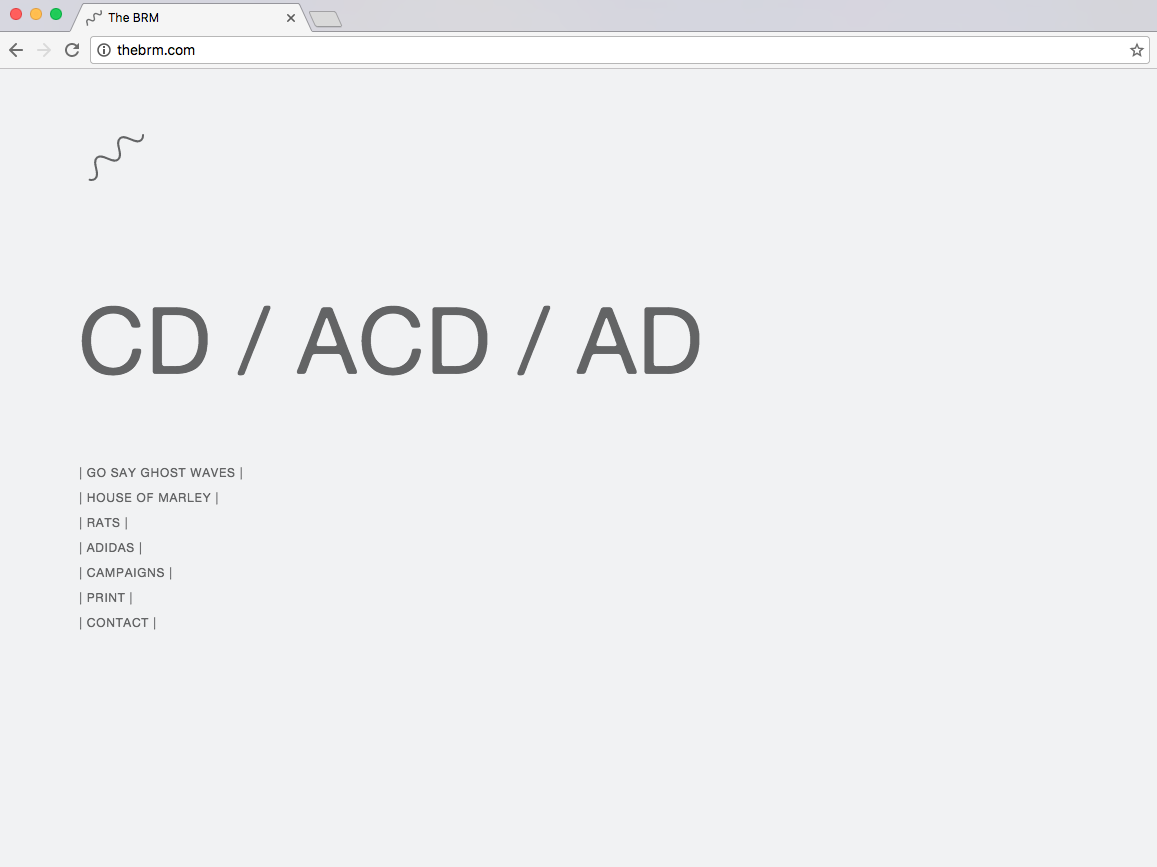 The BRM
thebrm.com
CD / ACD / AD
| GO SAY GHOST WAVES |
| HOUSE OF MARLEY |
| RATS |
| ADIDAS |
| CAMPAIGNS |
| PRINT |
| CONTACT |